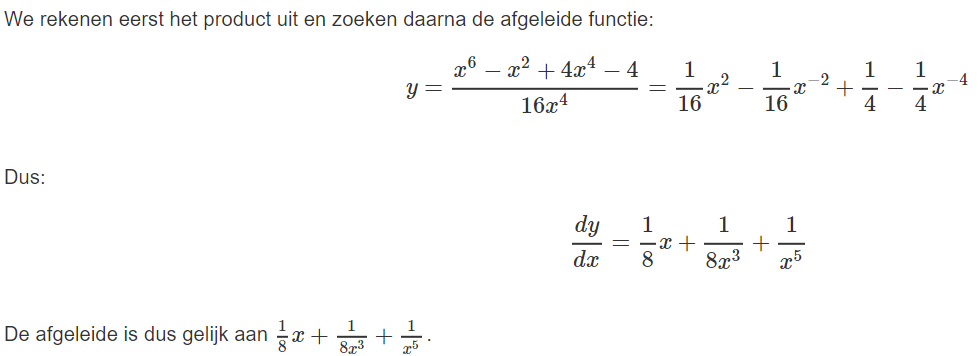 We rekenen eerst het product uit en zoeken daarna de afgeleide functie:
y = \frac{x^6 - x^2 + 4x^4 - 4}{16x^4} = \frac{1}{16}x^2 - \frac{1}{16}x^{-2} + \frac{1}{4} - \frac{1}{4}x^{-4}
Dus:
\frac{dy}{dx} = \frac{1}{8}x + \frac{1}{8x^3} + \frac{1}{x^5}
De afgeleide is dus gelijk aan \frac{1}{8}x + \frac{1}{8x^3} + \frac{1}{x^5}.